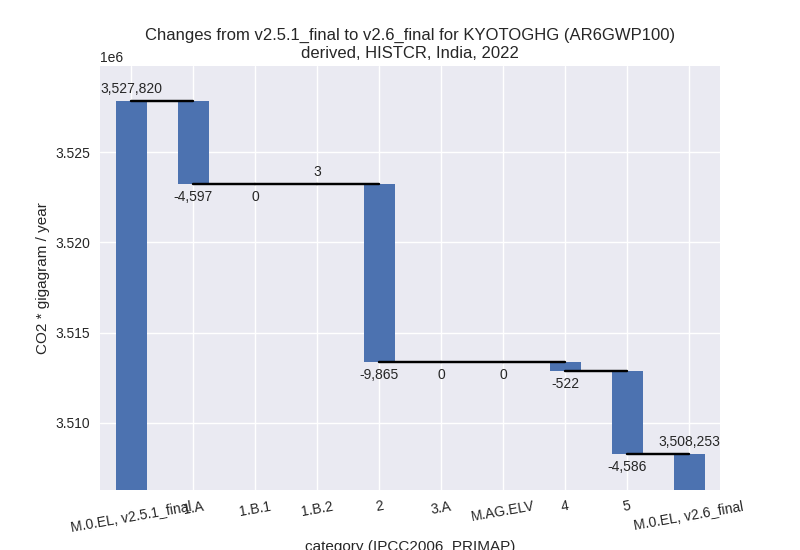 Changes from v2.5.1_final to v2.6_final for KYOTOGHG (AR6GWP100)
derived, HISTCR, India, 2022
1e6
3,527,820
3.525
3.520
3.515
3.510
CO2 * gigagram / year
-4,597
0
3
-9,865
0
0
-522
-4,586
3,508,253
M.0.EL, v2.5.1_final
1.A
1.B.1
1.B.2
2
3.A
M.AG.ELV
4
5
M.0.EL, v2.6_final
category (IPCC2006_PRIMAP)